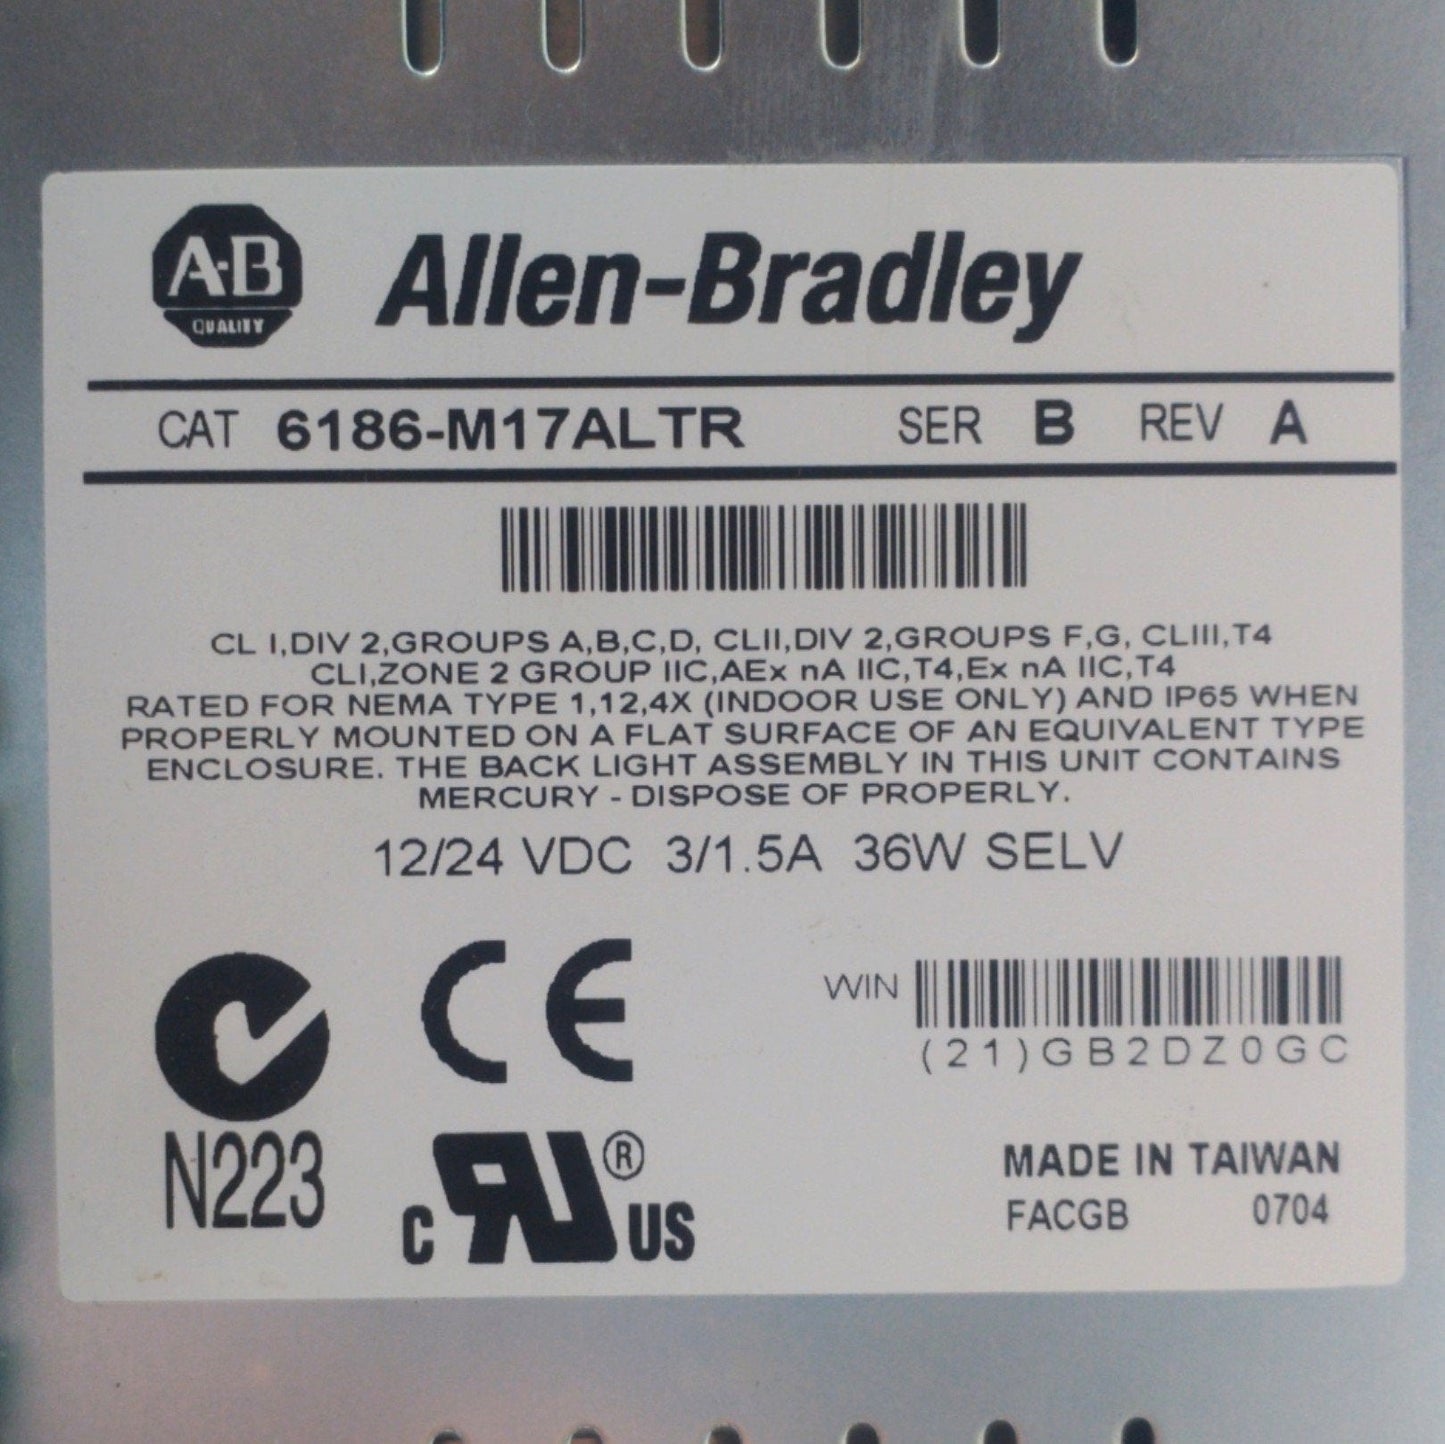 A-B
QUALITY
Allen-Bradley
CAT 6186-M17ALTR SER B REV A
CL I,DIV 2,GROUPS A,B,C,D, CLII,DIV 2,GROUPS F,G, CLIII,T4
CLI,ZONE 2 GROUP IIC,AEx nA IIC,T4,Ex nA IIC,T4
RATED FOR NEMA TYPE 1,12,4X (INDOOR USE ONLY) AND IP65 WHEN
PROPERLY MOUNTED ON A FLAT SURFACE OF AN EQUIVALENT TYPE
ENCLOSURE. THE BACK LIGHT ASSEMBLY IN THIS UNIT CONTAINS
MERCURY - DISPOSE OF PROPERLY.
12/24 VDC 3/1.5A 36W SELV
CE
WIN
(21)GB2DZ0GC
N223
C RU® US
MADE IN TAIWAN
FACGB 0704